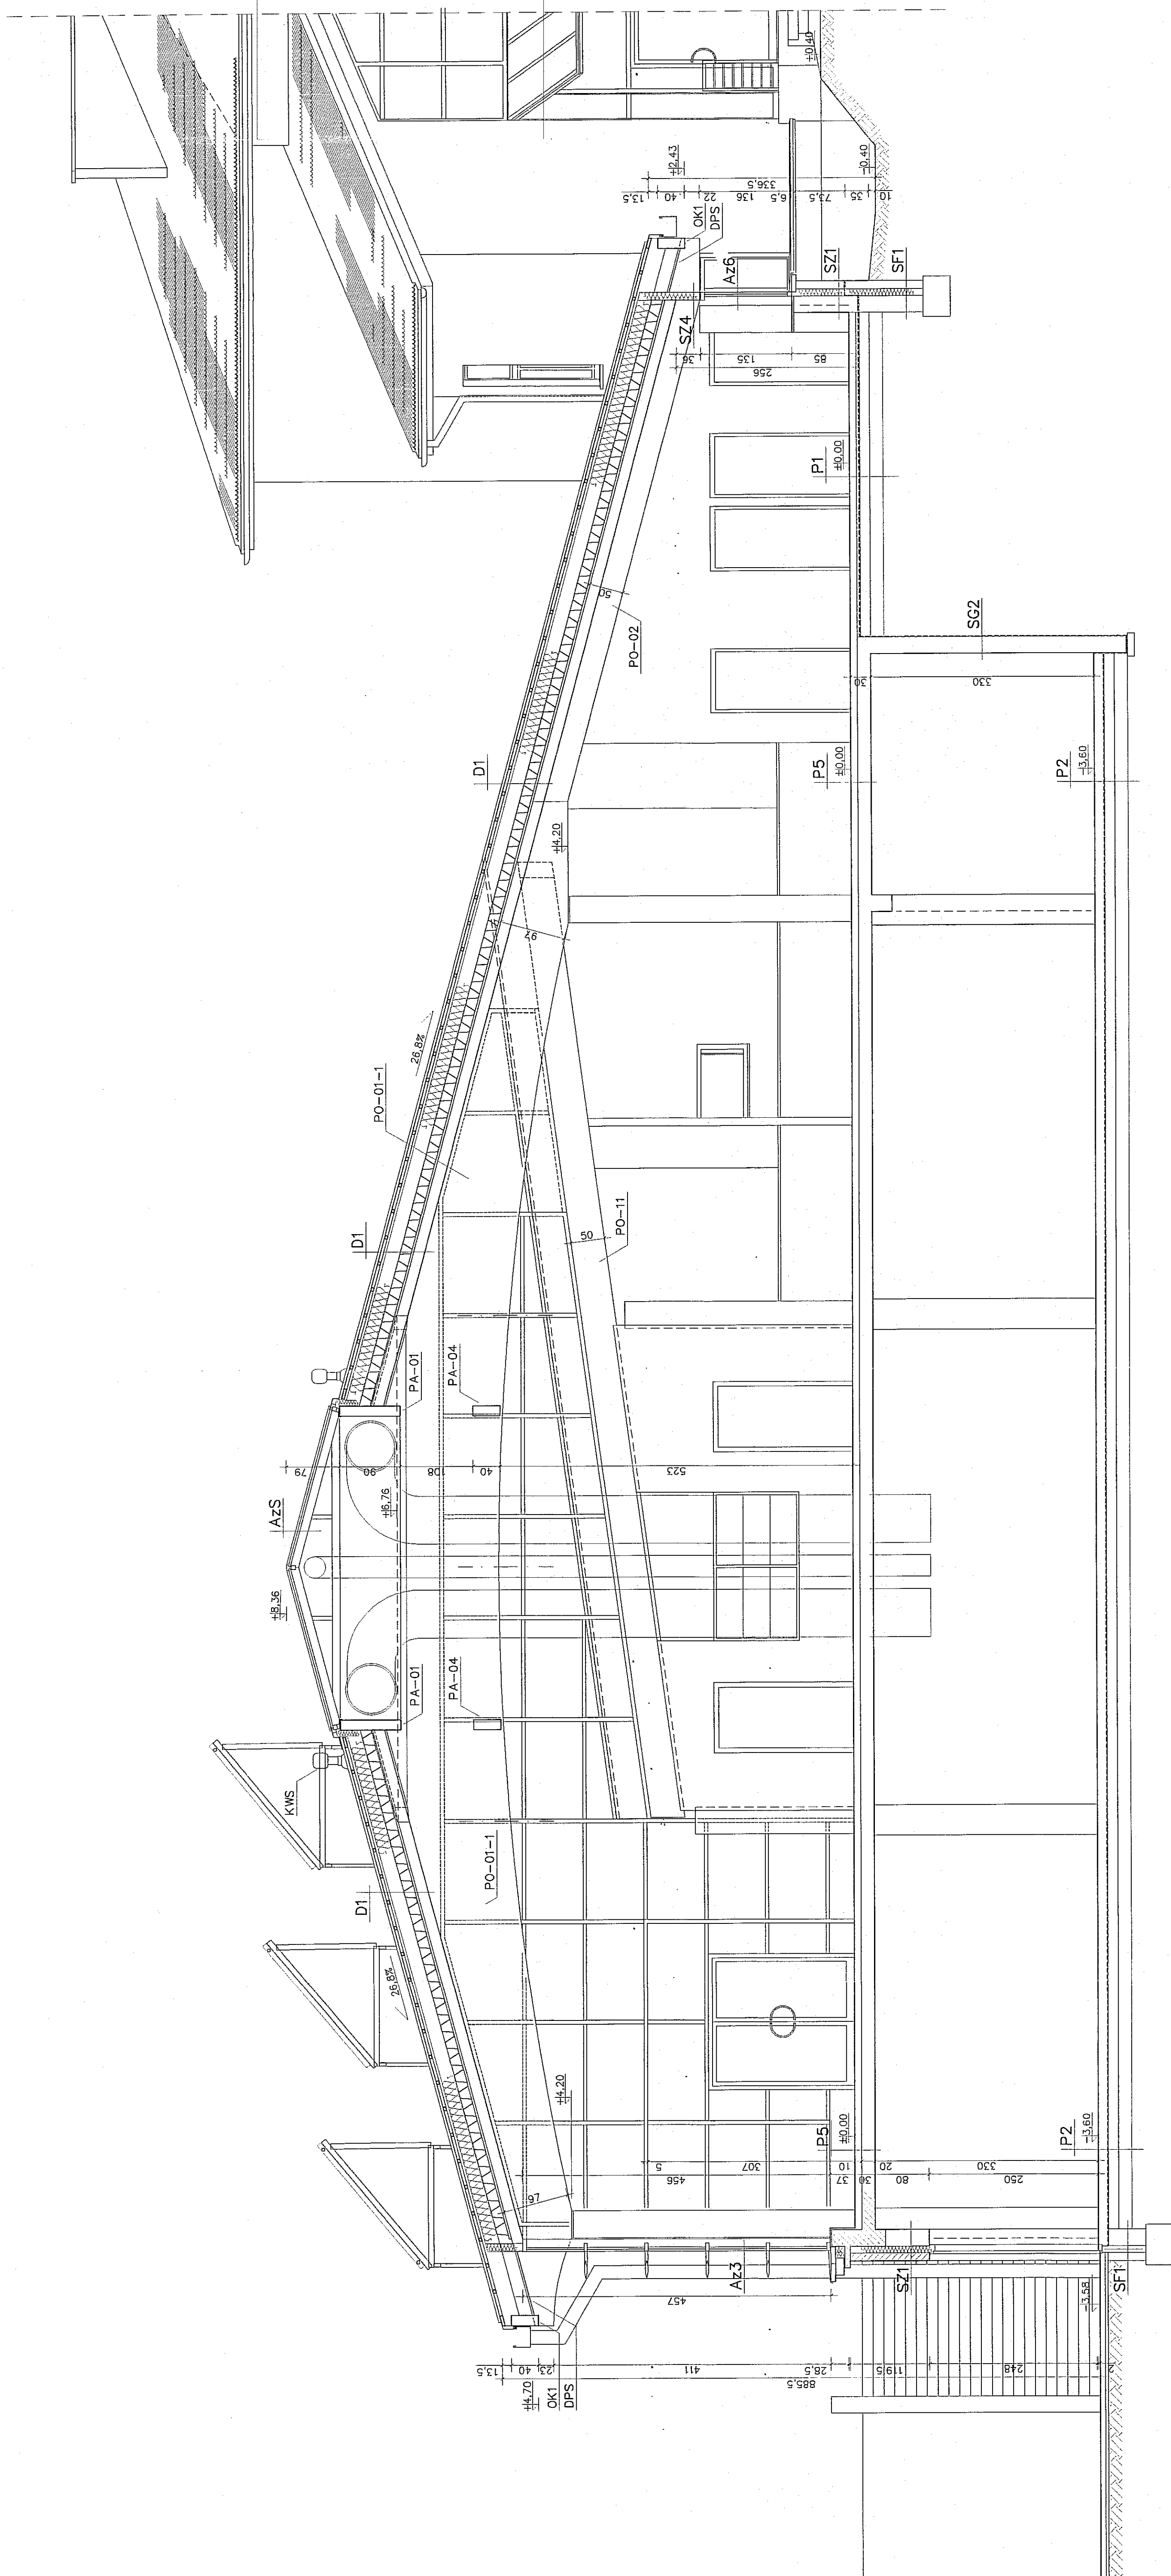 ±0,40
+2,43
336,5
13,5
40
22
136
6,5
73,5
35
10
-0,40
OK1
DPS
Az6
SZ1
SF1
SZ4
36
135
85
256
P1
±0,00
50
PO-02
SG2
30
330
D1
P5
±0,00
P2
-3,60
+4,20
97
26,8%
PO-01-1
D1
50
PO-11
PA-01
PA-04
79
90
108
40
523
AzS
+6,76
+8,36
PA-01
PA-04
KWS
PO-01-1
D1
26,8%
+4,20
P5
±0,00
P2
-3,60
5
307
10
20
330
456
37
30
80
250
97
Az3
SZ1
SF1
457
-3,58
13,5
40
23
411
28,5
119,5
248
2
885,5
+4,70
OK1
DPS